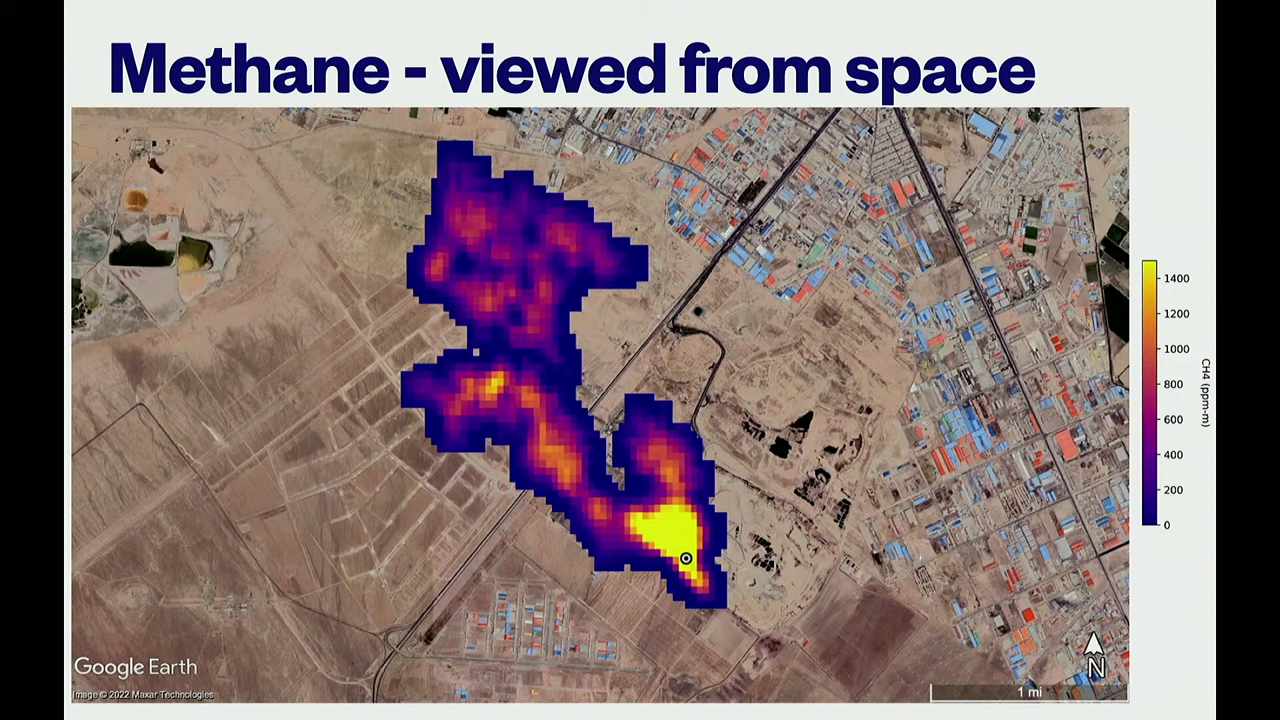 Methane - viewed from space
1400
1200
1000
800
600
400
200
0
CH4 (ppm-m)
Google Earth
Image © 2022 Maxar Technologies
N
1 mi